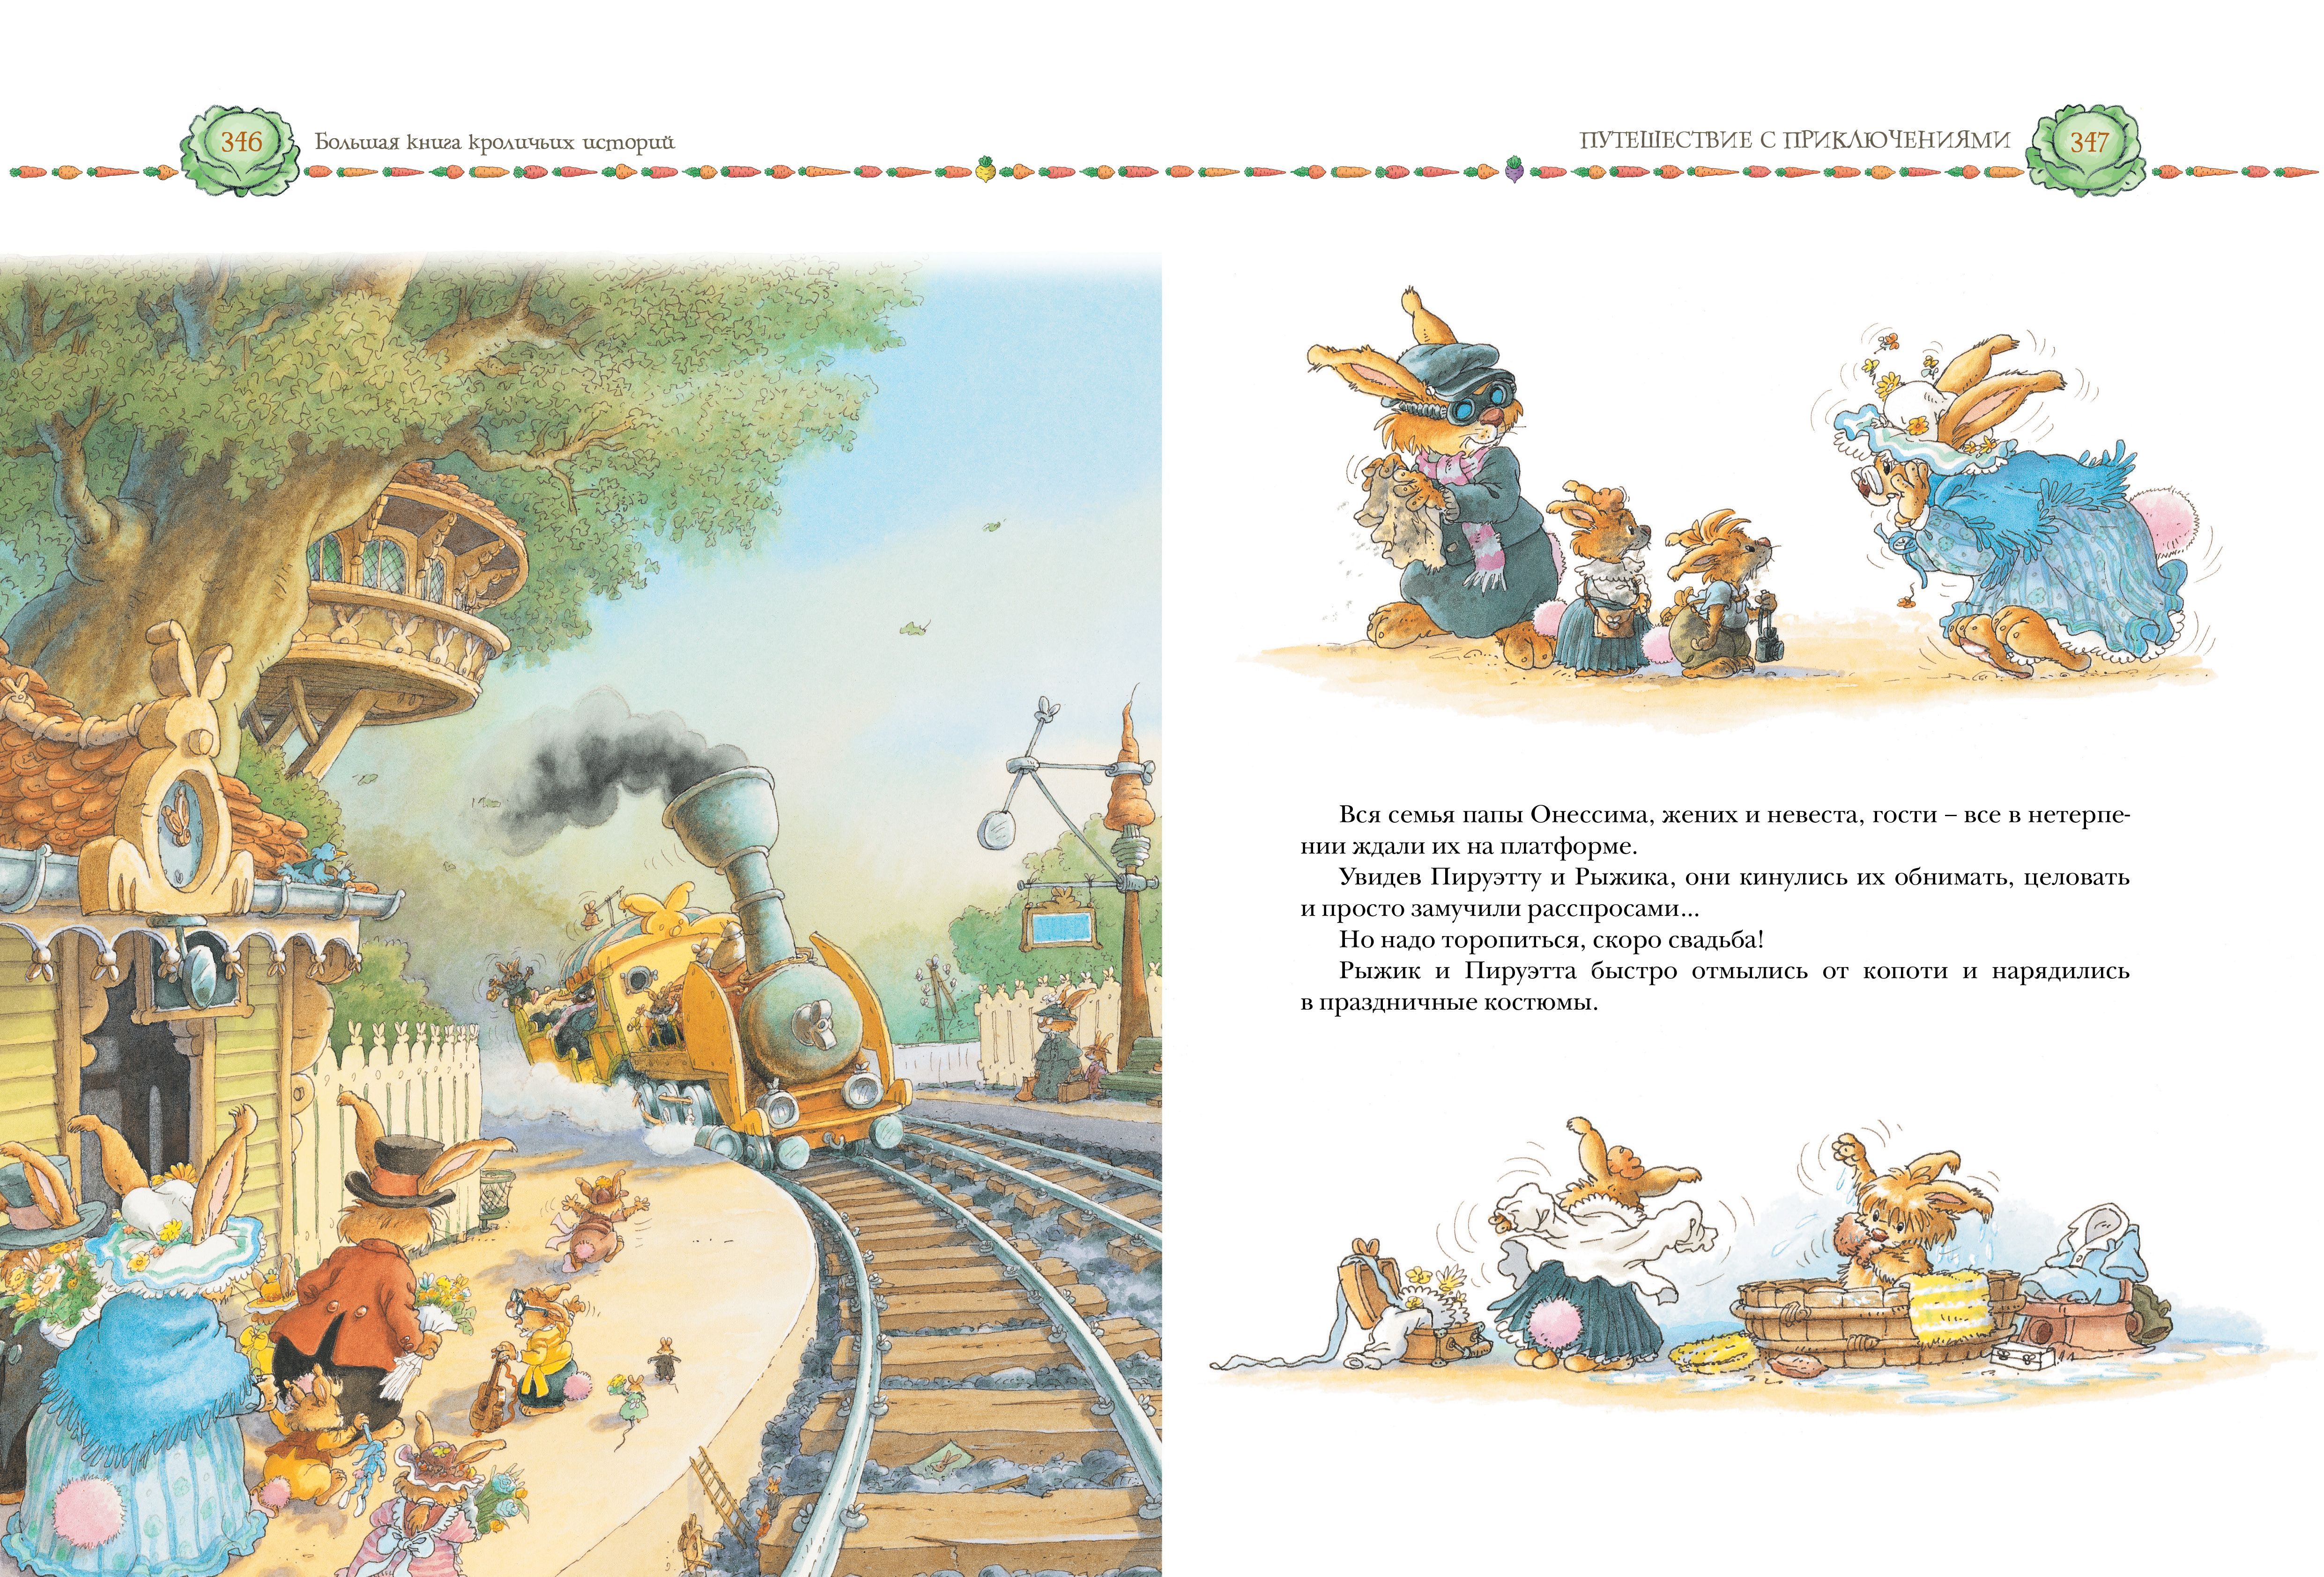 346
Большая книга кроличьих историй
ПУТЕШЕСТВИЕ С ПРИКЛЮЧЕНИЯМИ
347
Вся семья папы Онессима, жених и невеста, гости – все в нетерпе-
нии ждали их на платформе.
Увидев Пируэтту и Рыжика, они кинулись их обнимать, целовать
и просто замучили расспросами...
Но надо торопиться, скоро свадьба!
Рыжик и Пируэтта быстро отмылись от копоти и нарядились
в праздничные костюмы.